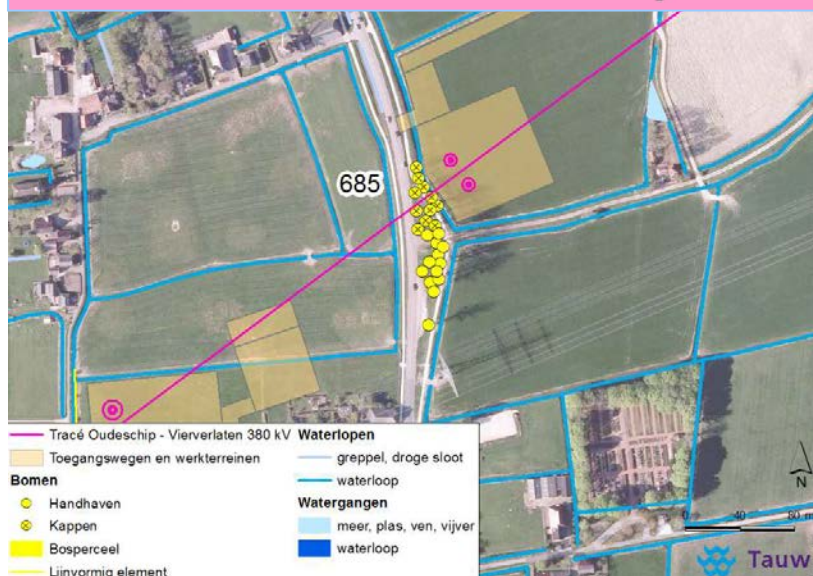 685
Tracé Oudeschip - Vierverlaten 380 kV
Toegangswegen en werkterreinen
Bomen
Handhaven
Kappen
Bosperceel
Lijnvormig element
Waterlopen
greppel, droge sloot
waterloop
Watergangen
meer, plas, ven, vijver
waterloop
N
0 40 80 m
Tauw